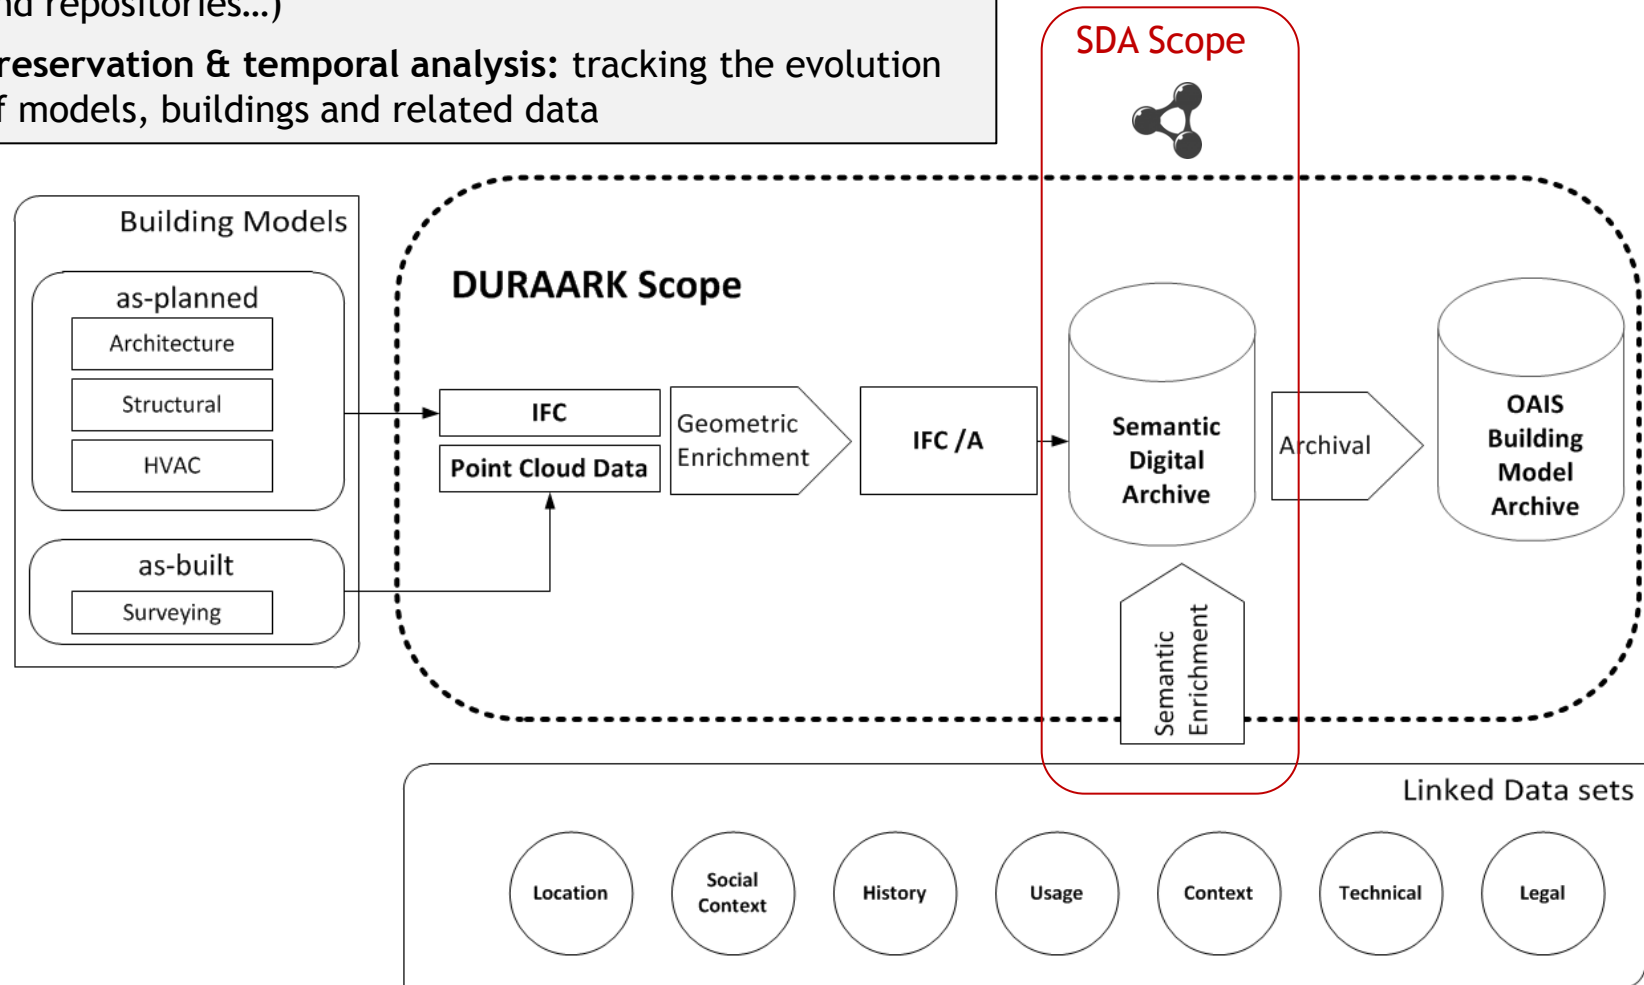 nd repositories…)
reservation & temporal analysis: tracking the evolution
f models, buildings and related data
SDA Scope
Building Models
as-planned
Architecture
Structural
HVAC
as-built
Surveying
DURAARK Scope
IFC
Point Cloud Data
Geometric
Enrichment
IFC /A
Semantic
Digital
Archive
Archival
OAIS
Building
Model
Archive
Semantic
Enrichment
Linked Data sets
Location
Social
Context
History
Usage
Context
Technical
Legal